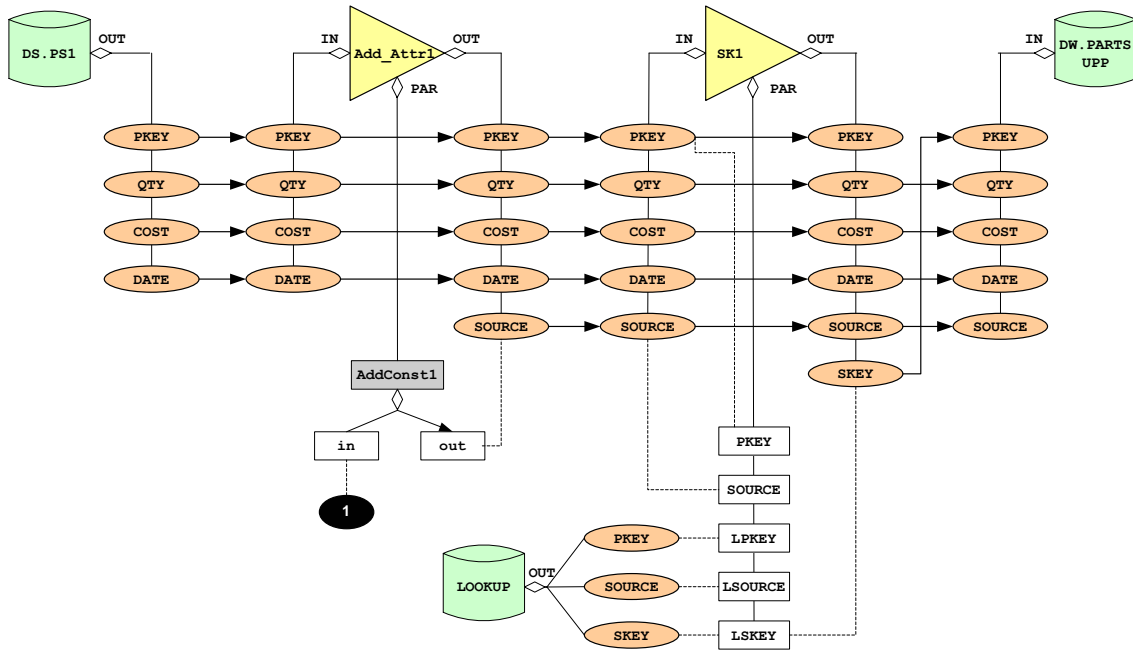 OUT
IN
OUT
IN
OUT
IN
DS.PS1
Add_Attr1
SK1
DW.PARTS
UPP
PAR
PAR
PKEY
PKEY
PKEY
PKEY
PKEY
PKEY
QTY
QTY
QTY
QTY
QTY
QTY
COST
COST
COST
COST
COST
COST
DATE
DATE
DATE
DATE
DATE
DATE
SOURCE
SOURCE
SOURCE
SOURCE
AddConst1
SKEY
in
out
PKEY
SOURCE
1
PKEY
LPKEY
OUT
LOOKUP
SOURCE
LSOURCE
SKEY
LSKEY